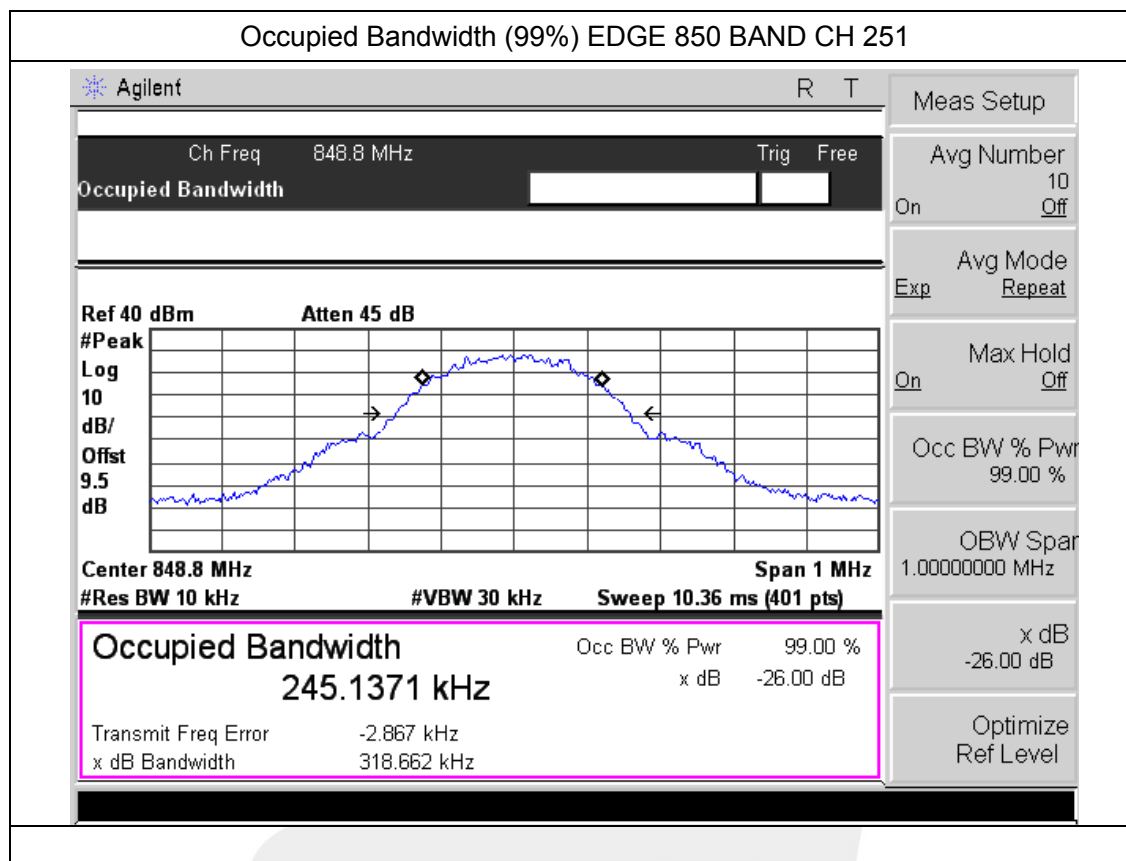 Occupied Bandwidth (99%) EDGE 850 BAND CH 251
Agilent R T
Ch Freq 848.8 MHz Trig Free
Occupied Bandwidth
Ref 40 dBm Atten 45 dB
#Peak
Log
10
dB/
Offst
9.5
dB
Center 848.8 MHz Span 1 MHz
#Res BW 10 kHz #VBW 30 kHz Sweep 10.36 ms (401 pts)
Occupied Bandwidth Occ BW % Pwr 99.00 %
245.1371 kHz x dB -26.00 dB
Transmit Freq Error -2.867 kHz
x dB Bandwidth 318.662 kHz
Meas Setup
Avg Number
10
On Off
Avg Mode
Exp Repeat
Max Hold
On Off
Occ BW % Pwr
99.00 %
OBW Span
1.00000000 MHz
x dB
-26.00 dB
Optimize
Ref Level